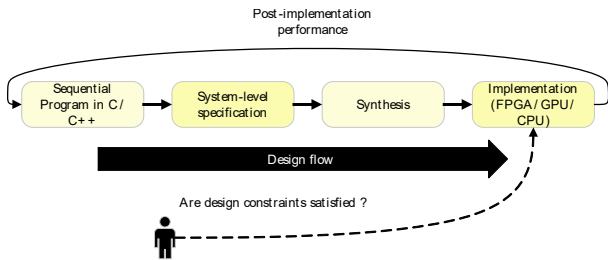 Post-implementation
performance
Sequential
Program in C/
C++
System-level
specification
Synthesis
Implementation
(FPGA/ GPU/
CPU)
Design flow
Are design constraints satisfied ?